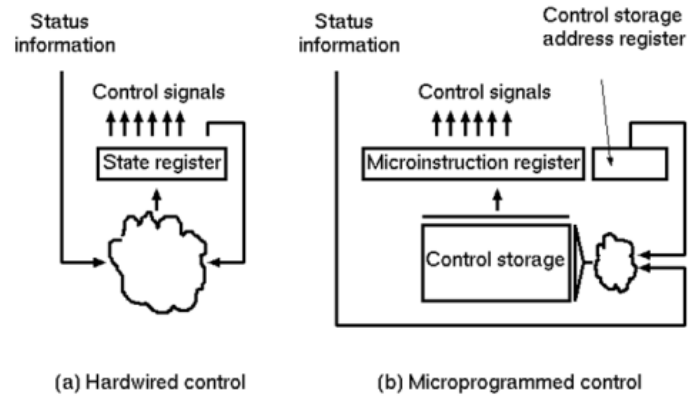 Status
information
Control signals
State register
(a) Hardwired control
Status
information
Control storage
address register
Control signals
Microinstruction register
Control storage
(b) Microprogrammed control